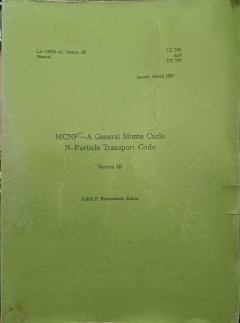 LA-12625-M, Version 4B
Manual
UC 705
and
UC 700
Issued: March 1997
MCNP™—A General Monte Carlo
N–Particle Transport Code
Version 4B
Judith F. Briesmeister, Editor